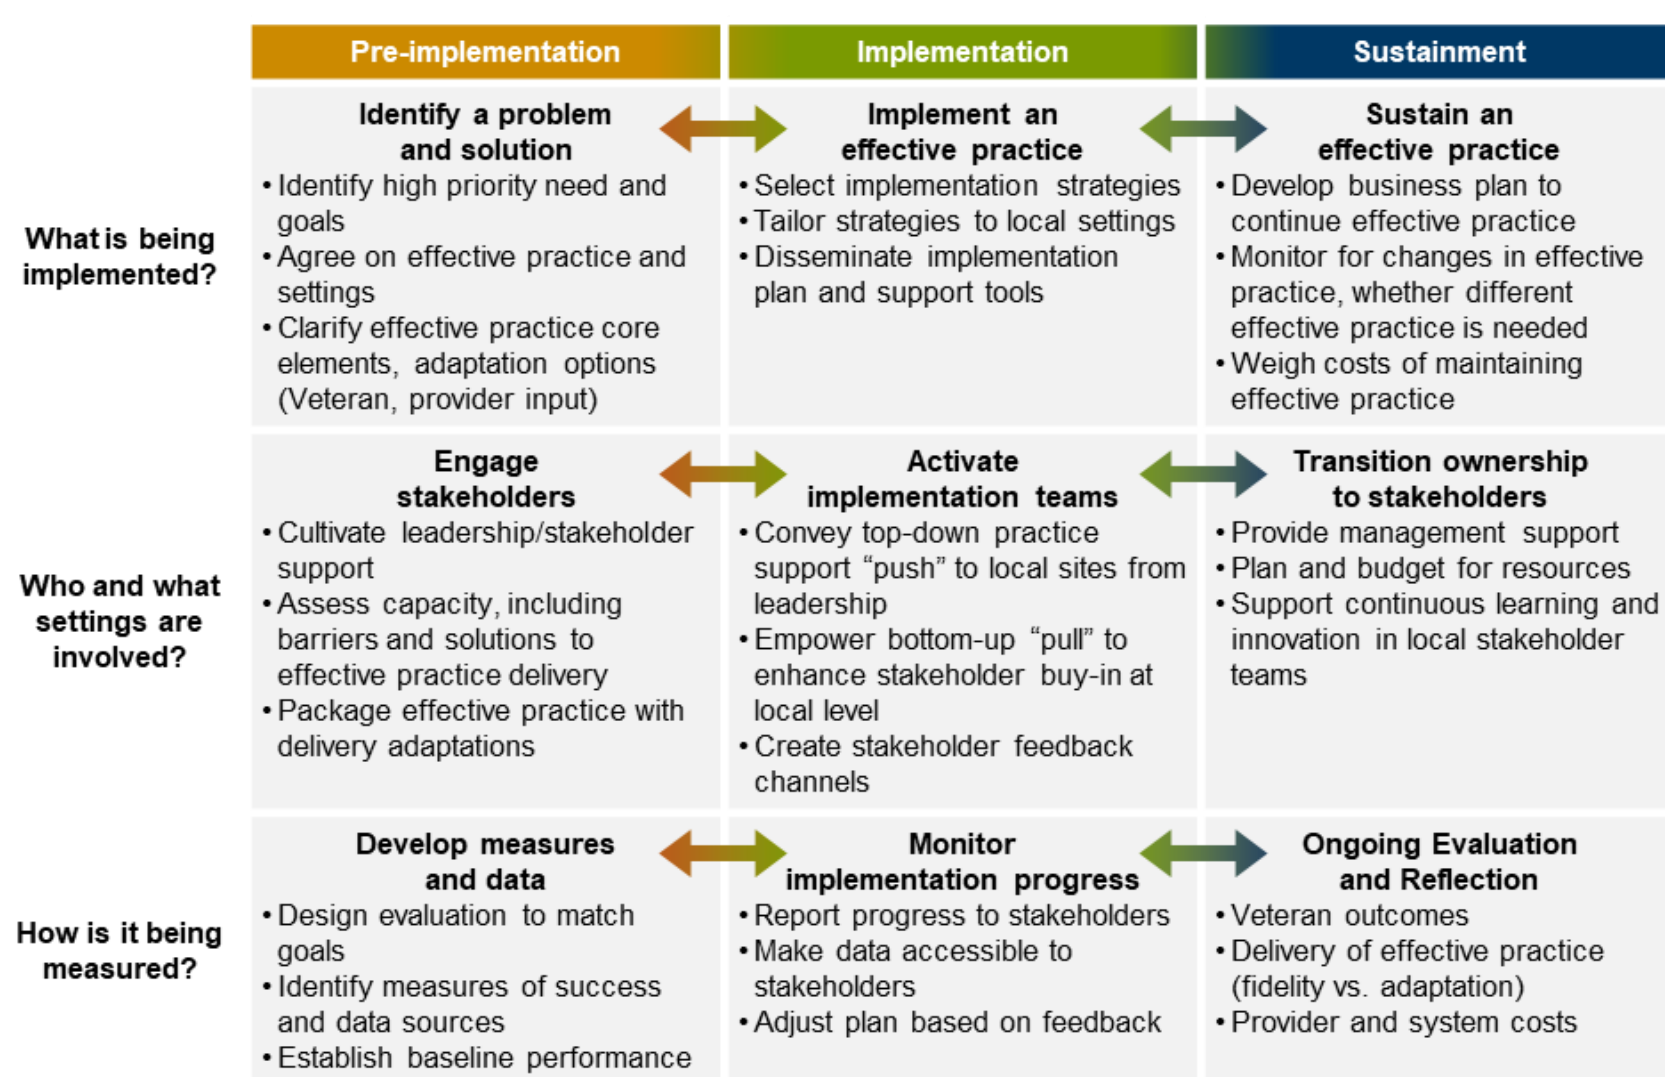 Pre-implementation
Implementation
Sustainment
What is being
implemented?
Identify a problem
and solution
• Identify high priority need and
goals
• Agree on effective practice and
settings
• Clarify effective practice core
elements, adaptation options
(Veteran, provider input)
Implement an
effective practice
• Select implementation strategies
• Tailor strategies to local settings
• Disseminate implementation
plan and support tools
Sustain an
effective practice
• Develop business plan to
continue effective practice
• Monitor for changes in effective
practice, whether different
effective practice is needed
• Weigh costs of maintaining
effective practice
Who and what
settings are
involved?
Engage
stakeholders
• Cultivate leadership/stakeholder
support
• Assess capacity, including
barriers and solutions to
effective practice delivery
• Package effective practice with
delivery adaptations
Activate
implementation teams
• Convey top-down practice
support “push” to local sites from
leadership
• Empower bottom-up “pull” to
enhance stakeholder buy-in at
local level
• Create stakeholder feedback
channels
Transition ownership
to stakeholders
• Provide management support
• Plan and budget for resources
• Support continuous learning and
innovation in local stakeholder
teams
How is it being
measured?
Develop measures
and data
• Design evaluation to match
goals
• Identify measures of success
and data sources
• Establish baseline performance
Monitor
implementation progress
• Report progress to stakeholders
• Make data accessible to
stakeholders
• Adjust plan based on feedback
Ongoing Evaluation
and Reflection
• Veteran outcomes
• Delivery of effective practice
(fidelity vs. adaptation)
• Provider and system costs